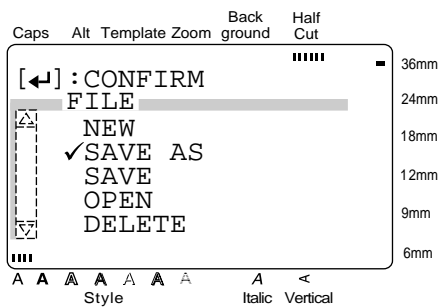 Caps Alt Template Zoom Back ground Half Cut
[↵]:CONFIRM
FILE
NEW
✓SAVE AS
SAVE
OPEN
DELETE
36mm
24mm
18mm
12mm
9mm
6mm
A A A A A A A A <
Style Italic Vertical